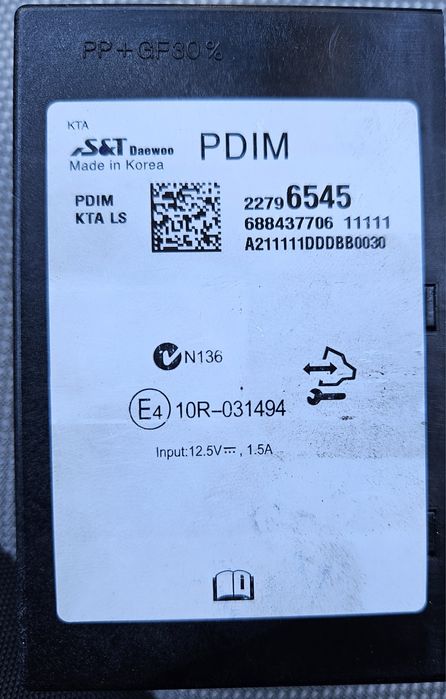 PP+GF30%
KTA
S&T Daewoo PDIM
Made in Korea
PDIM 22796545
KTA LS 688437706 11111
A211111DDDBB0030
N136
E4 10R-031494
Input:12.5V⎓, 1.5A